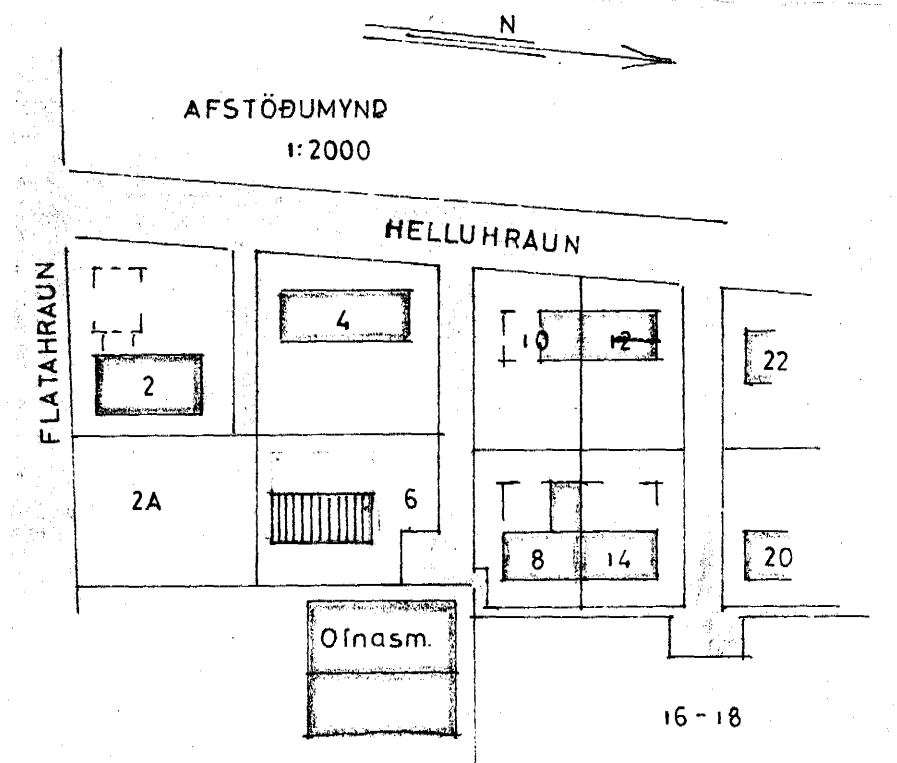 N
AFSTÖÐUMYND
1:2000
HELLUHRAUN
FLATAHRAUN
4
2
10
12
22
2A
6
8
14
20
Ofnasm.
16-18